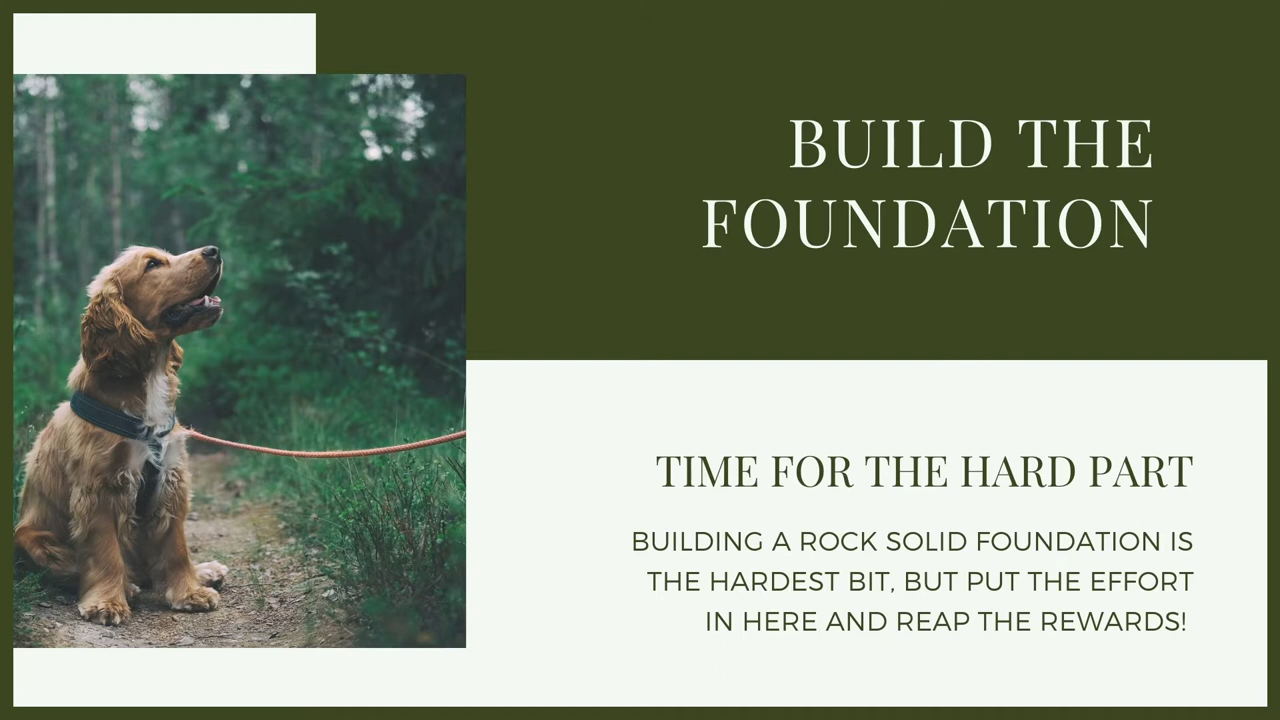 BUILD THE
FOUNDATION
TIME FOR THE HARD PART
BUILDING A ROCK SOLID FOUNDATION IS
THE HARDEST BIT, BUT PUT THE EFFORT
IN HERE AND REAP THE REWARDS!